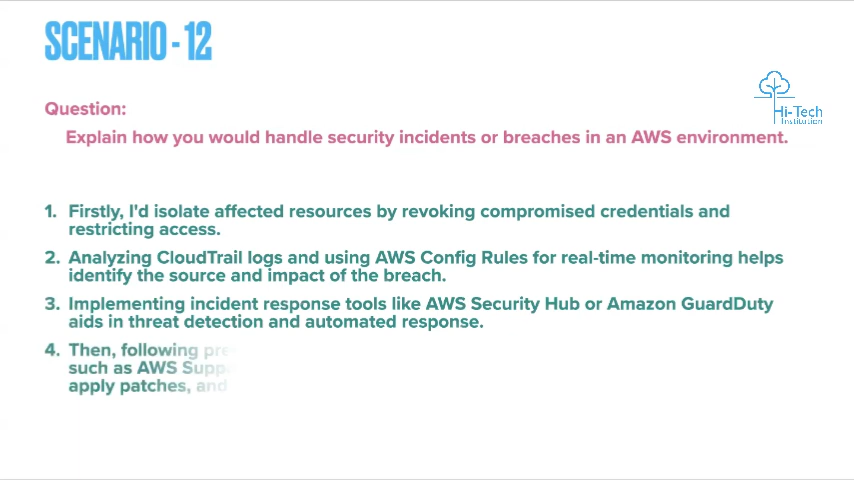 SCENARIO - 12
Hi-Tech
Institution
Question:
Explain how you would handle security incidents or breaches in an AWS environment.
1. Firstly, I'd isolate affected resources by revoking compromised credentials and
restricting access.
2. Analyzing CloudTrail logs and using AWS Config Rules for real-time monitoring helps
identify the source and impact of the breach.
3. Implementing incident response tools like AWS Security Hub or Amazon GuardDuty
aids in threat detection and automated response.
4. Then, following
such as AWS
apply patches, and